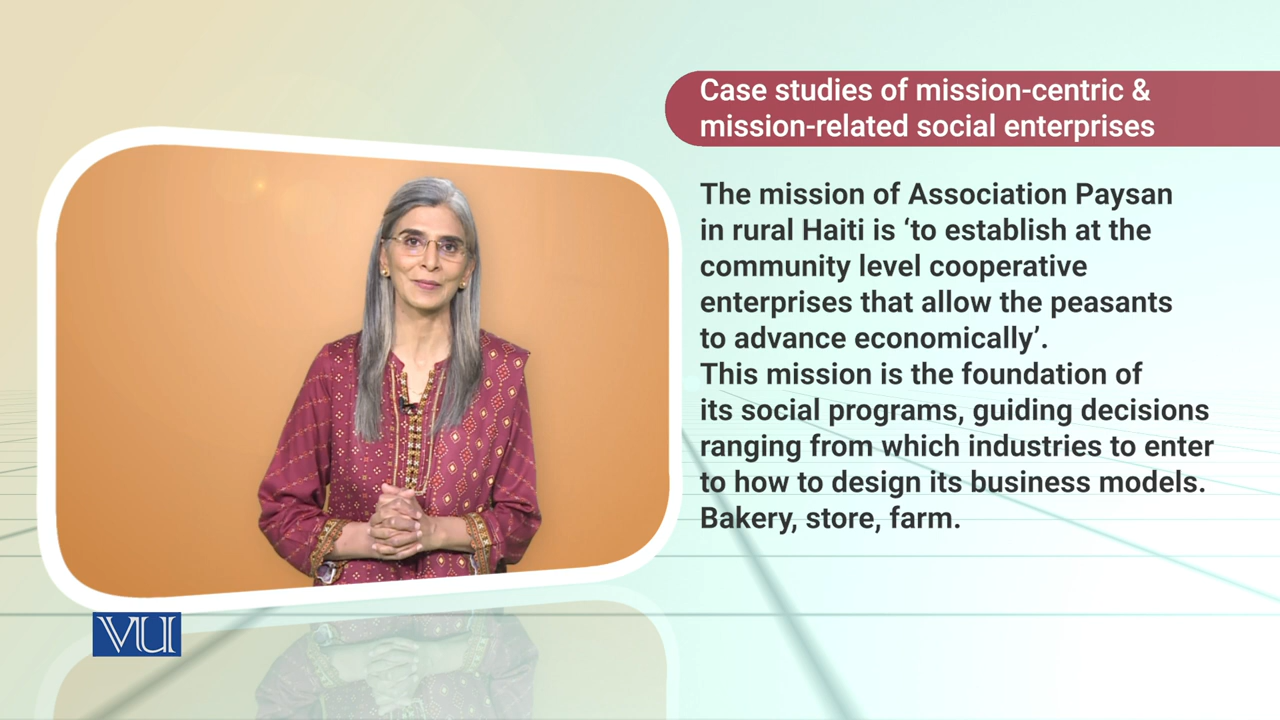 Case studies of mission-centric &
mission-related social enterprises
The mission of Association Paysan
in rural Haiti is ‘to establish at the
community level cooperative
enterprises that allow the peasants
to advance economically’.
This mission is the foundation of
its social programs, guiding decisions
ranging from which industries to enter
to how to design its business models.
Bakery, store, farm.
VU